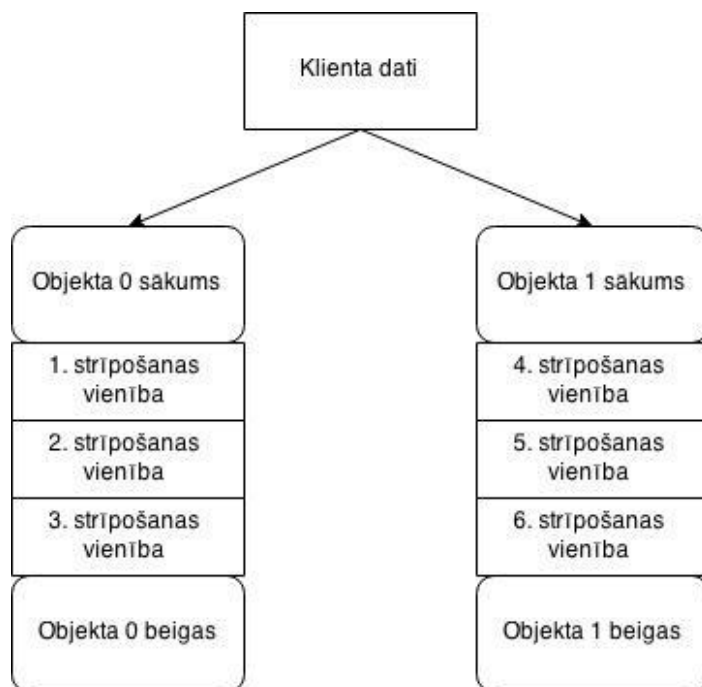 Klienta dati
Objekta 0 sākums
1. strīpošanas
vienība
2. strīpošanas
vienība
3. strīpošanas
vienība
Objekta 0 beigas
Objekta 1 sākums
4. strīpošanas
vienība
5. strīpošanas
vienība
6. strīpošanas
vienība
Objekta 1 beigas